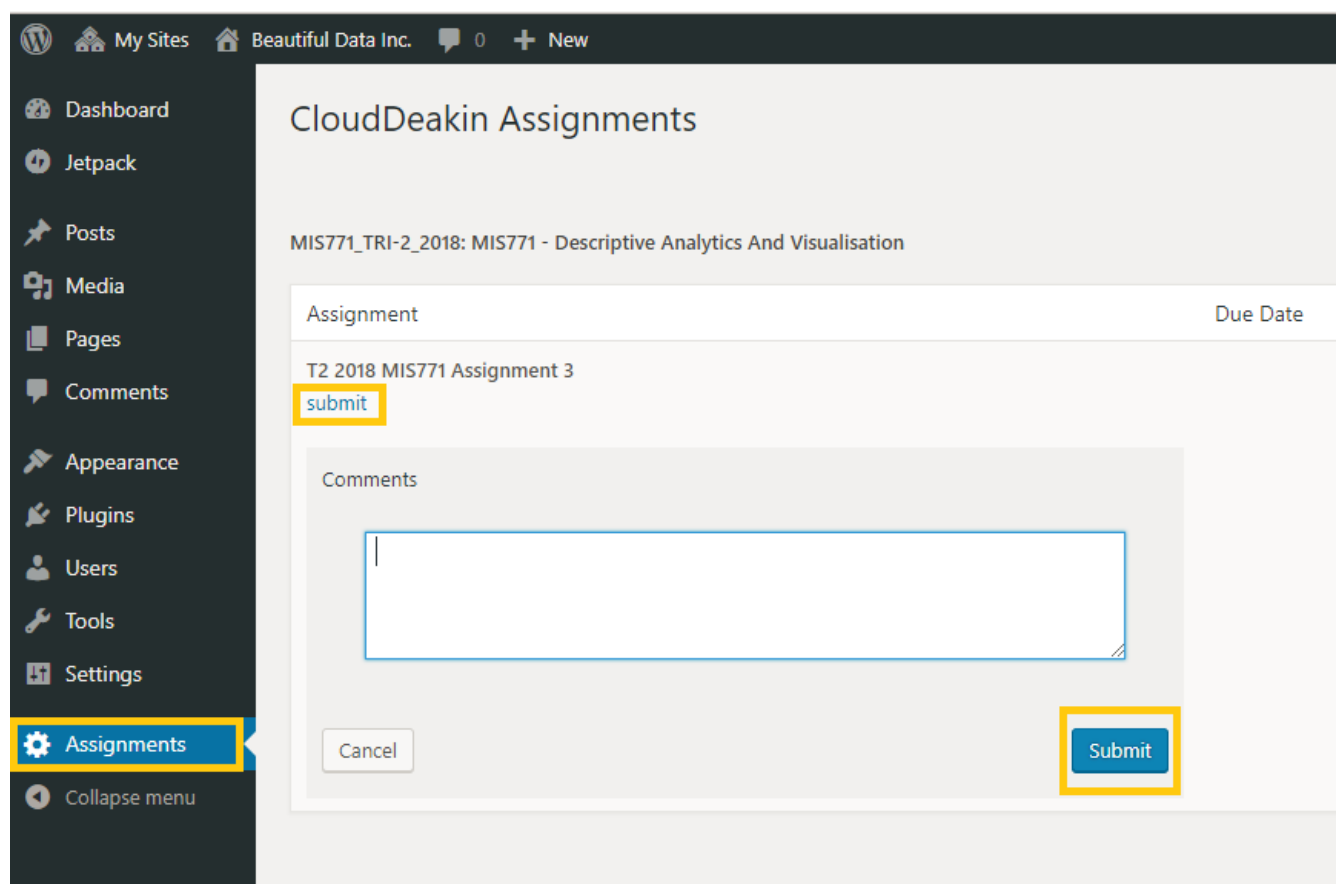 My Sites Beautiful Data Inc. 0 + New
Dashboard
Jetpack
Posts
Media
Pages
Comments
Appearance
Plugins
Users
Tools
Settings
Assignments
Collapse menu
CloudDeakin Assignments
MIS771_TRI-2_2018: MIS771 - Descriptive Analytics And Visualisation
Assignment Due Date
T2 2018 MIS771 Assignment 3
submit
Comments
Cancel Submit